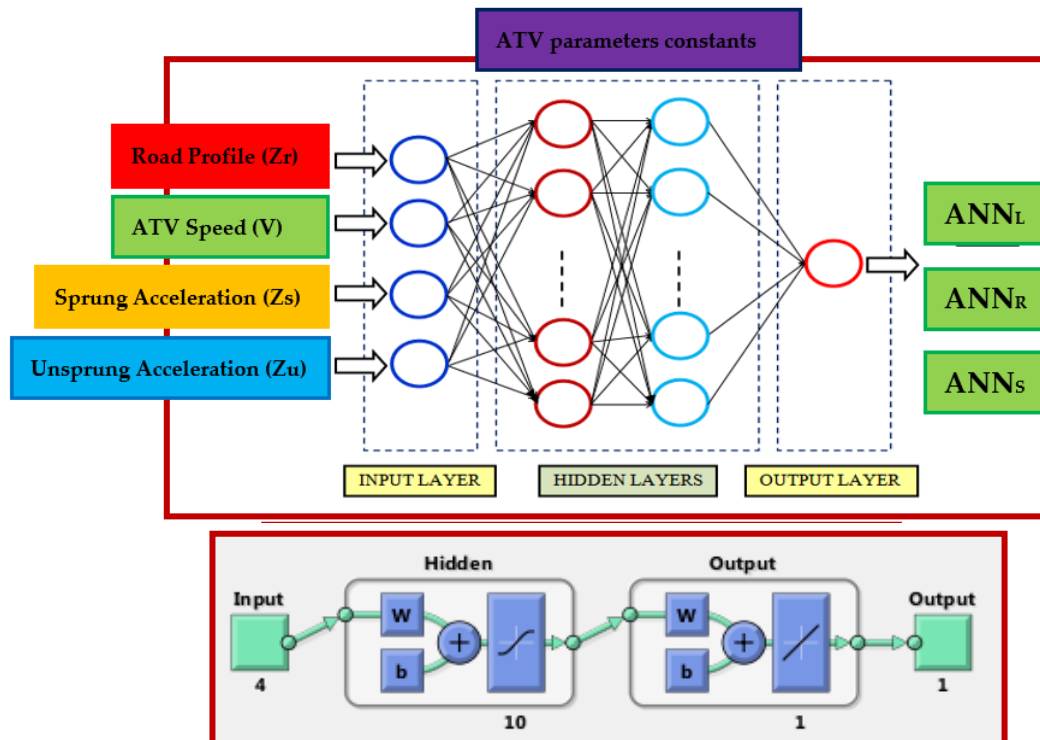 ATV parameters constants
Road Profile (Zr)
ATV Speed (V)
Sprung Acceleration (Zs)
Unsprung Acceleration (Zu)
ANNL
ANNR
ANNS
INPUT LAYER
HIDDEN LAYERS
OUTPUT LAYER
Hidden
Output
Input
W
b
+
W
b
+
Output
4
10
1
1